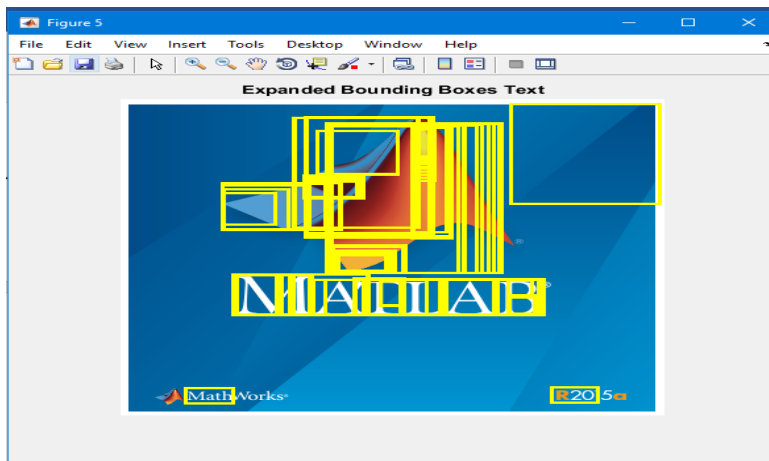 Figure 5
File Edit View Insert Tools Desktop Window Help
Expanded Bounding Boxes Text
MATLAB®
MathWorks®
R2015a